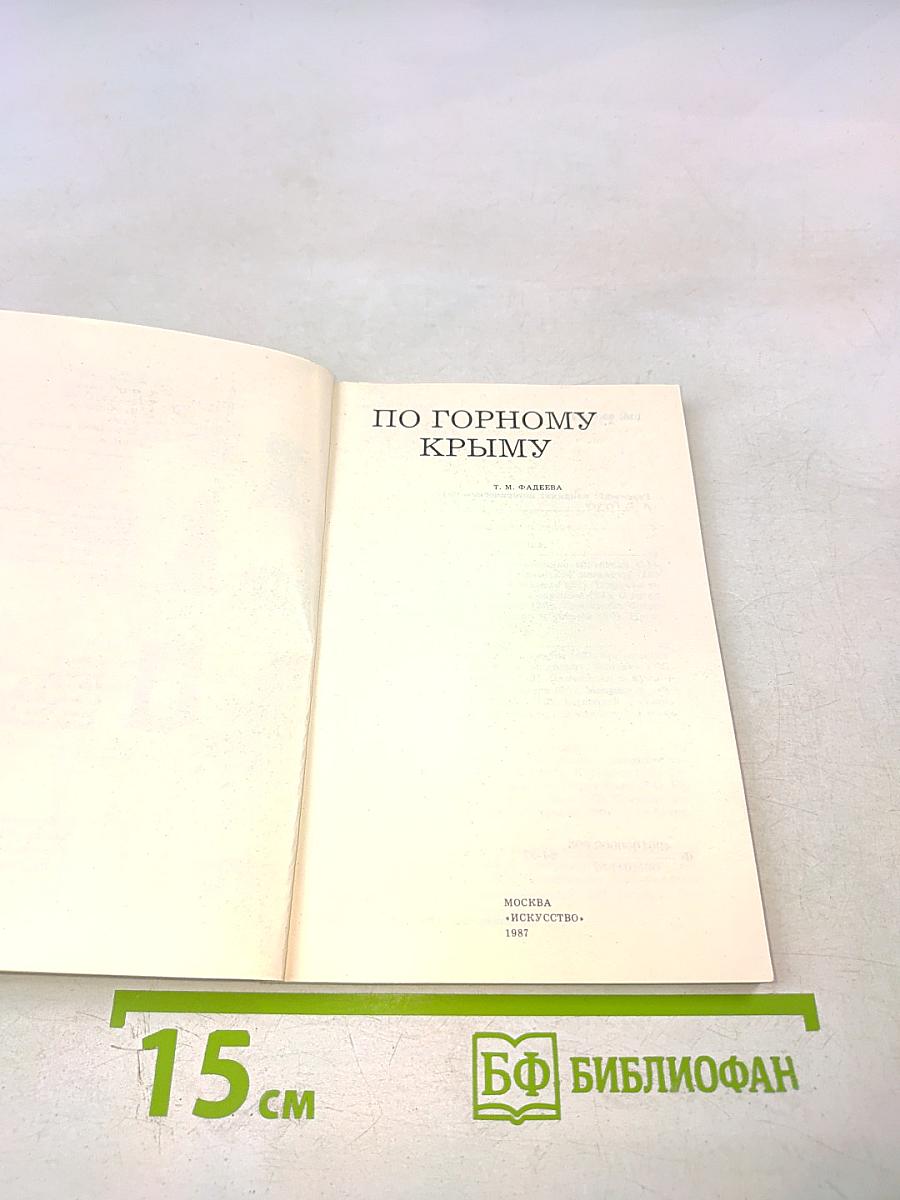 ПО ГОРНОМУ
КРЫМУ
Т. М. ФАДЕЕВА
МОСКВА
«ИСКУССТВО»
1987
15 см
БФ БИБЛИОФАН